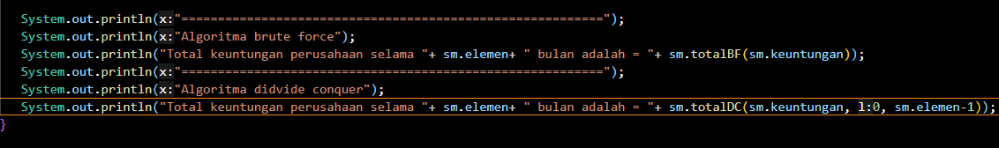 System.out.println(x:"==========================================================");
System.out.println(x:"Algoritma brute force");
System.out.println("Total keuntungan perusahaan selama "+ sm.elemen+ " bulan adalah = "+ sm.totalBF(sm.keuntungan));
System.out.println(x:"==========================================================");
System.out.println(x:"Algoritma didvide conquer");
System.out.println("Total keuntungan perusahaan selama "+ sm.elemen+ " bulan adalah = "+ sm.totalDC(sm.keuntungan, l:0, sm.elemen-1));
}